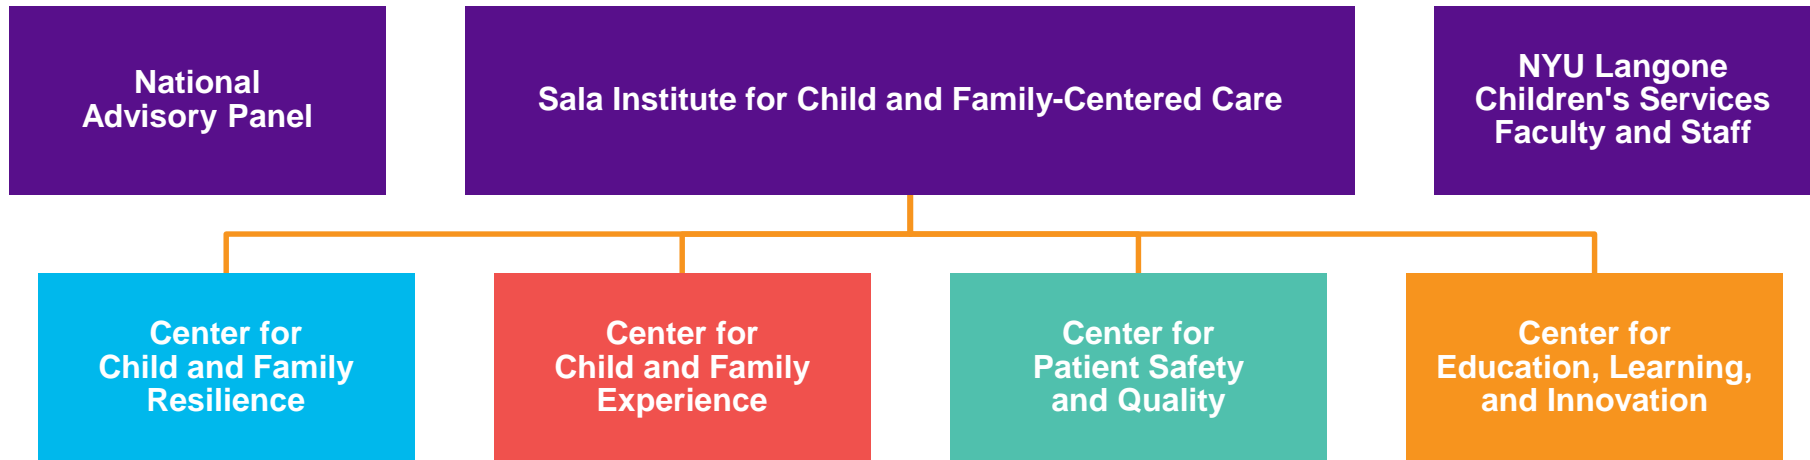 National
Advisory Panel
Sala Institute for Child and Family-Centered Care
NYU Langone
Children's Services
Faculty and Staff
Center for
Child and Family
Resilience
Center for
Child and Family
Experience
Center for
Patient Safety
and Quality
Center for
Education, Learning,
and Innovation